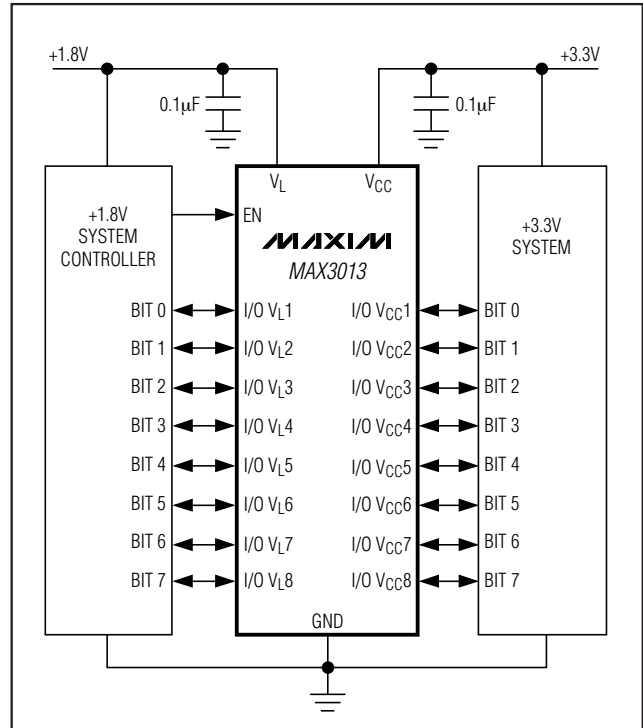 +1.8V +3.3V
0.1µF 0.1µF
VL VCC
+1.8V
SYSTEM
CONTROLLER
EN
MAXIM
MAX3013
+3.3V
SYSTEM
BIT 0 I/O VL1 I/O VCC1 BIT 0
BIT 1 I/O VL2 I/O VCC2 BIT 1
BIT 2 I/O VL3 I/O VCC3 BIT 2
BIT 3 I/O VL4 I/O VCC4 BIT 3
BIT 4 I/O VL5 I/O VCC5 BIT 4
BIT 5 I/O VL6 I/O VCC6 BIT 5
BIT 6 I/O VL7 I/O VCC7 BIT 6
BIT 7 I/O VL8 I/O VCC8 BIT 7
GND